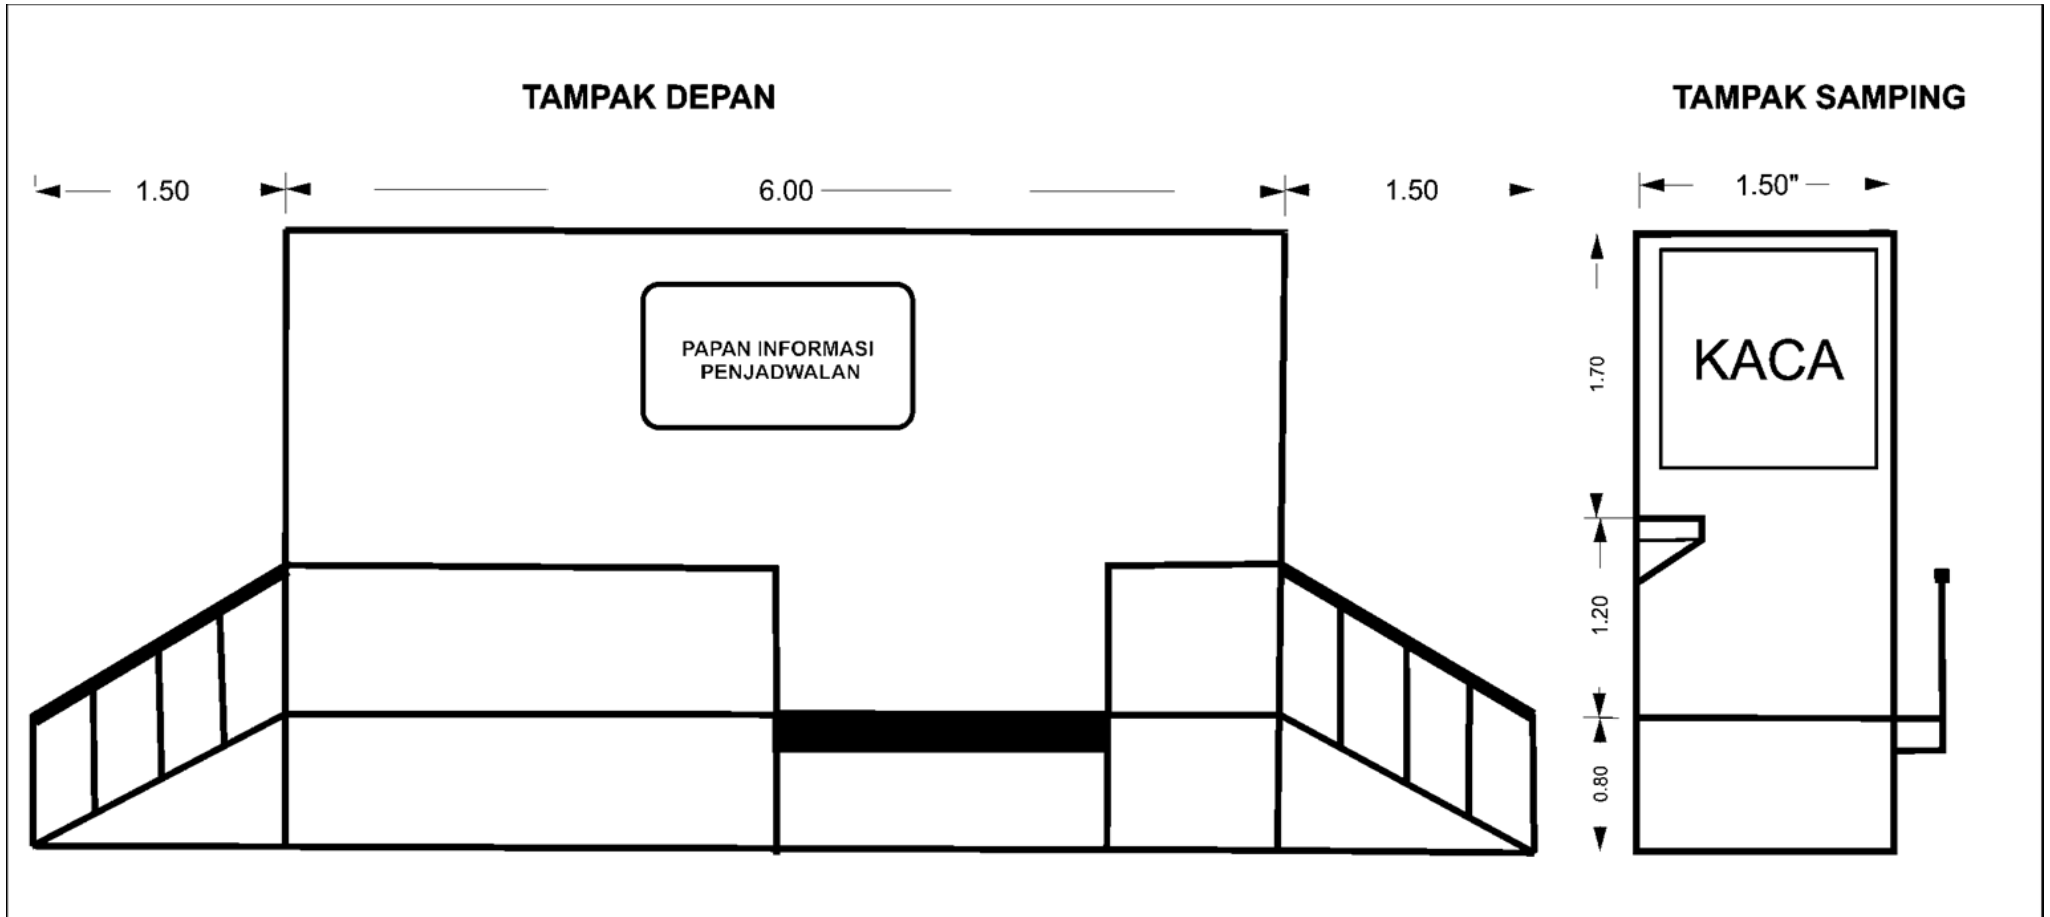 TAMPAK DEPAN
TAMPAK SAMPING
1.50
6.00
1.50
1.50"
PAPAN INFORMASI
PENJADWALAN
KACA
1.70
1.20
0.80